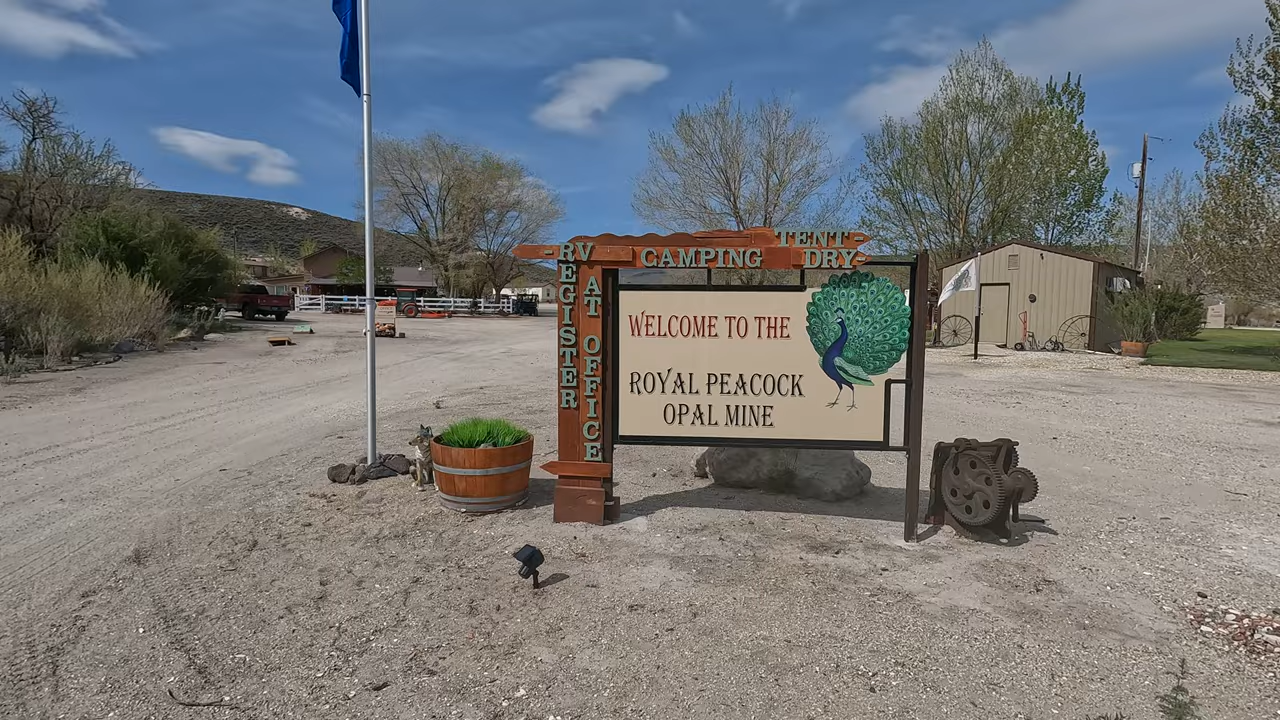 RV CAMPING TENT-
DRY-
REGISTER
AT OFFICE
WELCOME TO THE
ROYAL PEACOCK
OPAL MINE